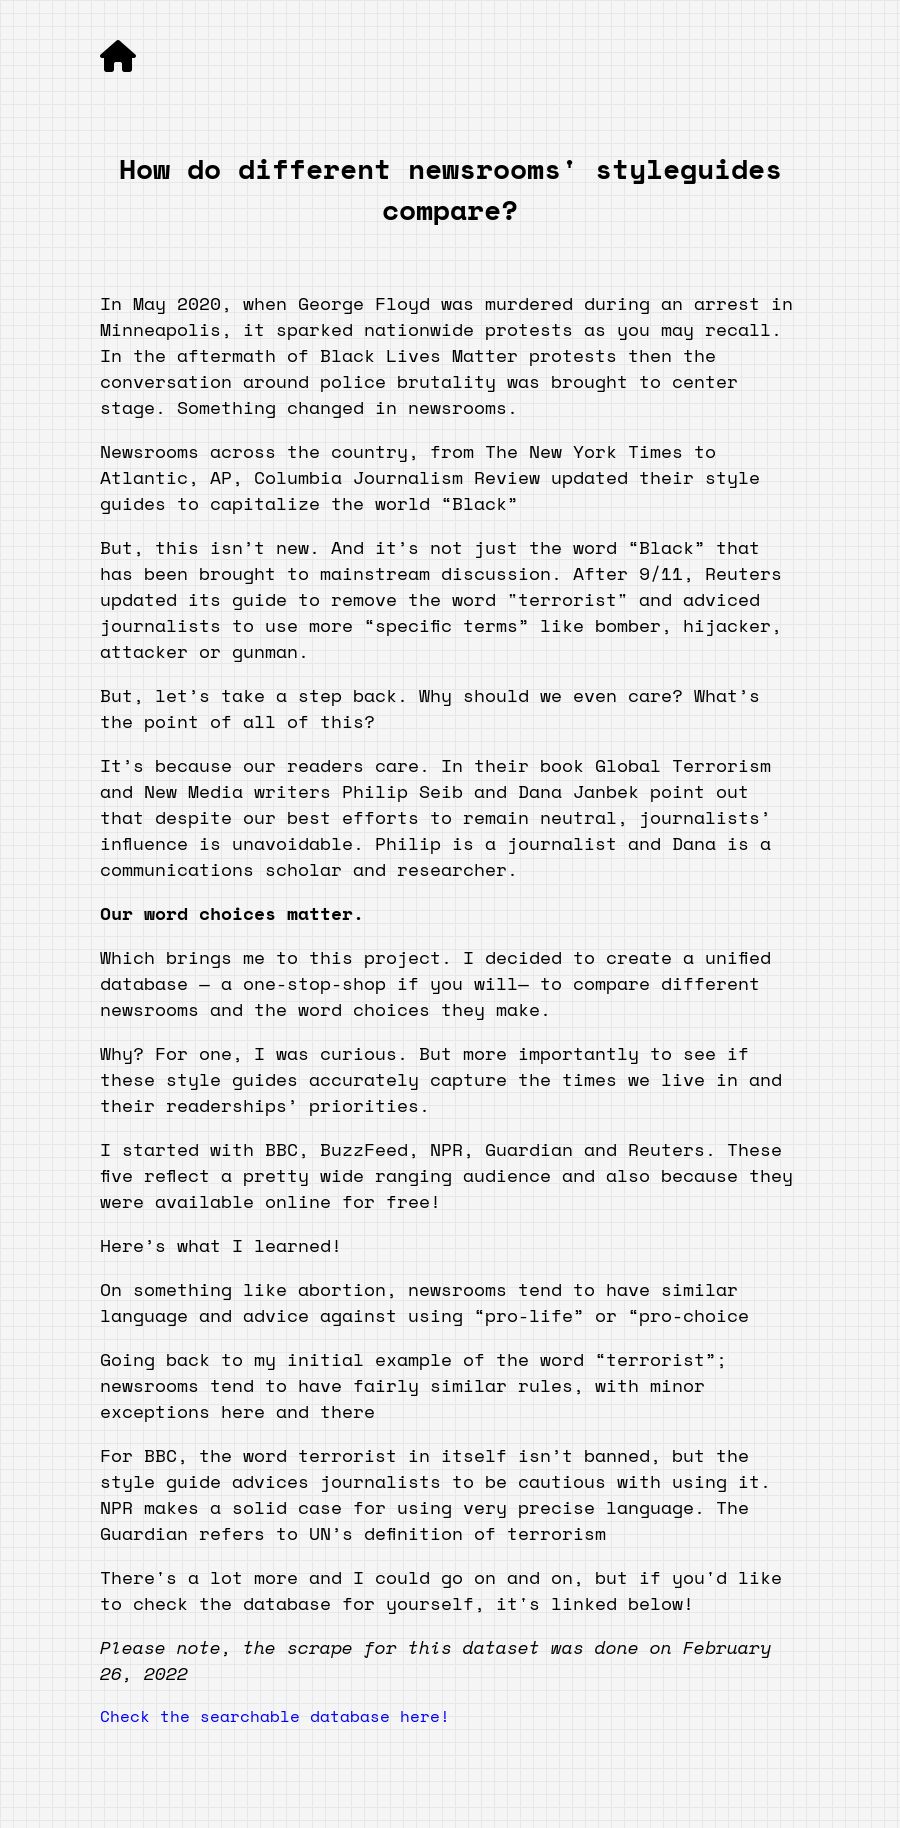 How do different newsrooms' styleguides
compare?
In May 2020, when George Floyd was murdered during an arrest in
Minneapolis, it sparked nationwide protests as you may recall.
In the aftermath of Black Lives Matter protests then the
conversation around police brutality was brought to center
stage. Something changed in newsrooms.
Newsrooms across the country, from The New York Times to
Atlantic, AP, Columbia Journalism Review updated their style
guides to capitalize the world “Black”
But, this isn’t new. And it’s not just the word “Black” that
has been brought to mainstream discussion. After 9/11, Reuters
updated its guide to remove the word "terrorist" and adviced
journalists to use more “specific terms” like bomber, hijacker,
attacker or gunman.
But, let’s take a step back. Why should we even care? What’s
the point of all of this?
It’s because our readers care. In their book Global Terrorism
and New Media writers Philip Seib and Dana Janbek point out
that despite our best efforts to remain neutral, journalists’
influence is unavoidable. Philip is a journalist and Dana is a
communications scholar and researcher.
Our word choices matter.
Which brings me to this project. I decided to create a unified
database — a one-stop-shop if you will— to compare different
newsrooms and the word choices they make.
Why? For one, I was curious. But more importantly to see if
these style guides accurately capture the times we live in and
their readerships’ priorities.
I started with BBC, BuzzFeed, NPR, Guardian and Reuters. These
five reflect a pretty wide ranging audience and also because they
were available online for free!
Here’s what I learned!
On something like abortion, newsrooms tend to have similar
language and advice against using “pro-life” or “pro-choice
Going back to my initial example of the word “terrorist”;
newsrooms tend to have fairly similar rules, with minor
exceptions here and there
For BBC, the word terrorist in itself isn’t banned, but the
style guide advices journalists to be cautious with using it.
NPR makes a solid case for using very precise language. The
Guardian refers to UN’s definition of terrorism
There's a lot more and I could go on and on, but if you'd like
to check the database for yourself, it's linked below!
Please note, the scrape for this dataset was done on February
26, 2022
Check the searchable database here!